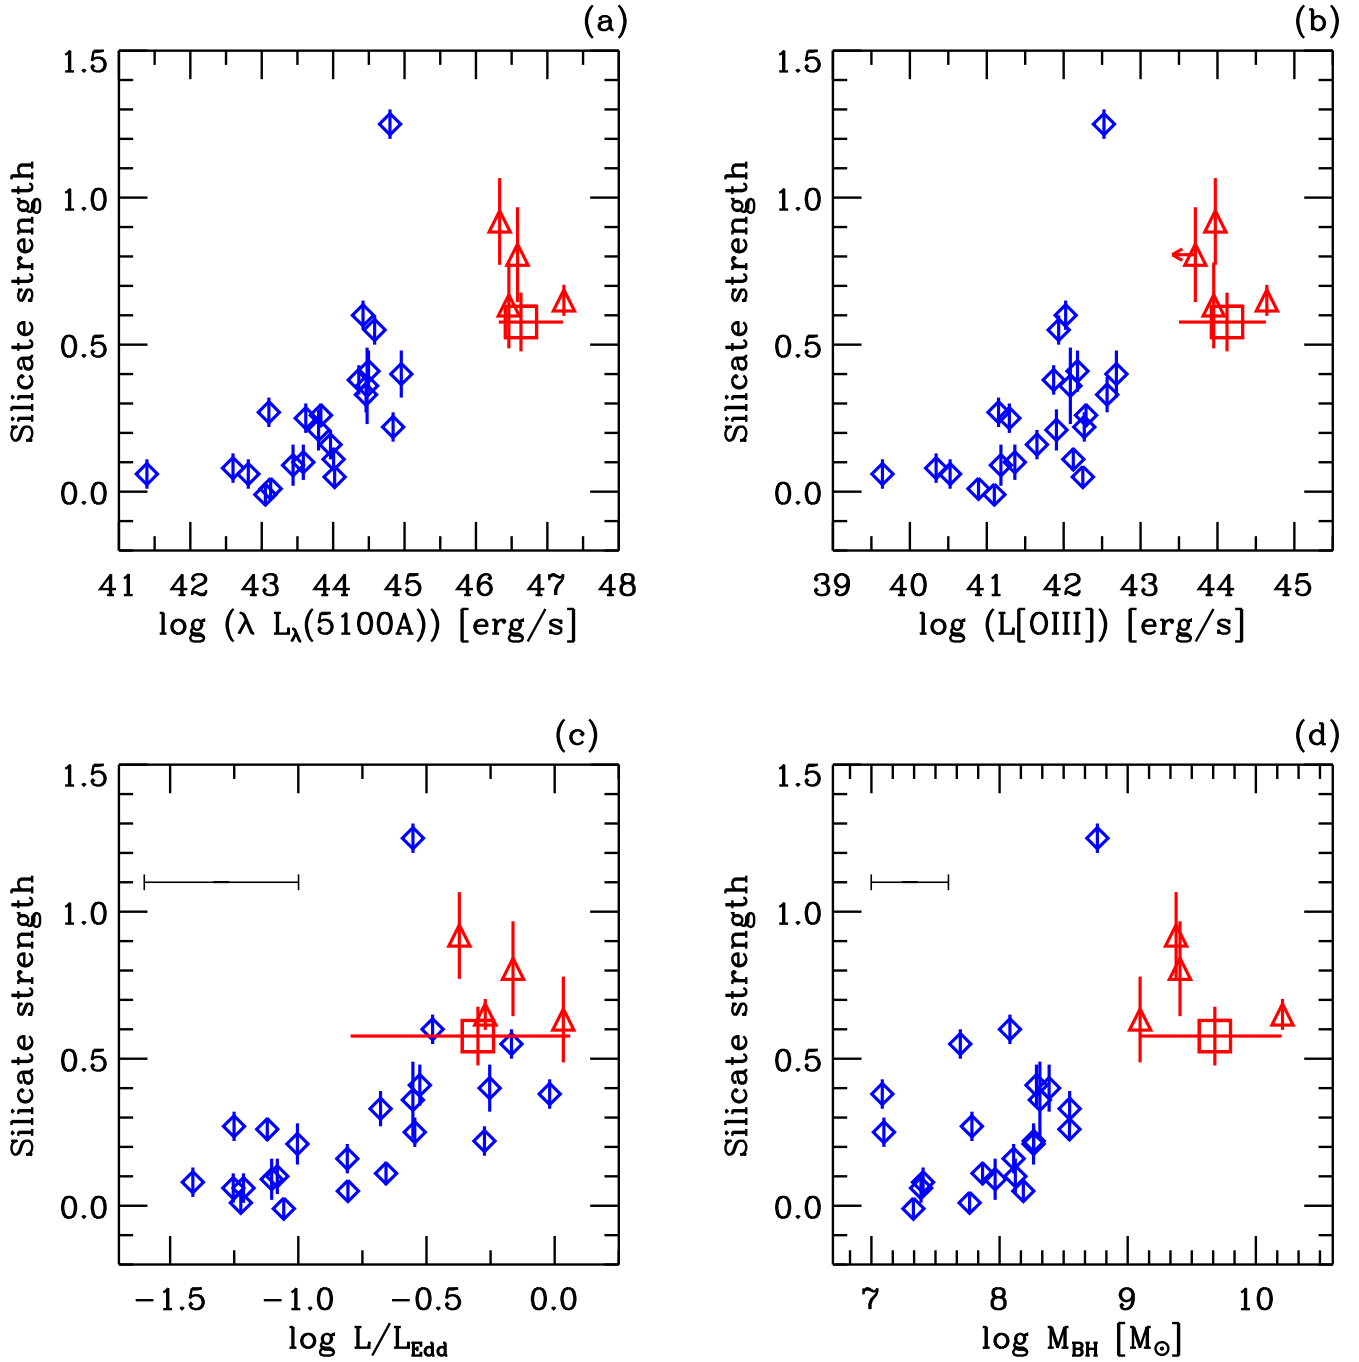 (a)
1.5
1.0
0.5
0.0
Silicate strength
41 42 43 44 45 46 47 48
log (λ Lλ(5100A)) [erg/s]
(b)
1.5
1.0
0.5
0.0
Silicate strength
39 40 41 42 43 44 45
log (L[OIII]) [erg/s]
(c)
1.5
1.0
0.5
0.0
Silicate strength
−1.5 −1.0 −0.5 0.0
log L/LEdd
(d)
1.5
1.0
0.5
0.0
Silicate strength
7 8 9 10
log MBH [M⊙]